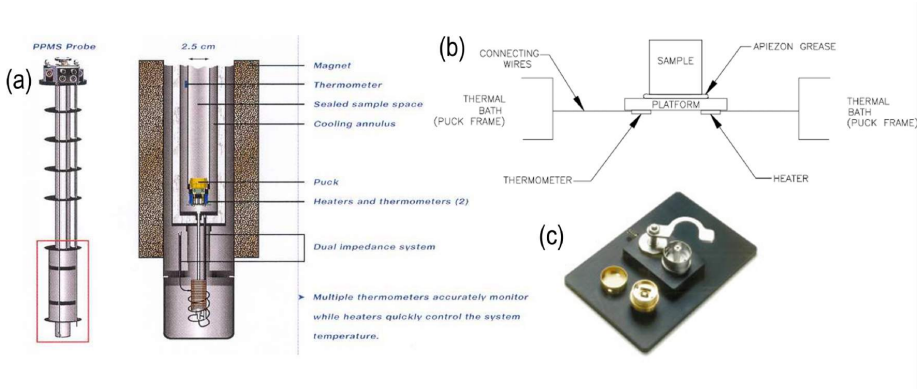 (a)
PPMS Probe
2.5 cm
Magnet
Thermometer
Sealed sample space
Cooling annulus
Puck
Heaters and thermometers (2)
Dual impedance system
Multiple thermometers accurately monitor
while heaters quickly control the system
temperature.
(b)
CONNECTING
WIRES
SAMPLE
APIEZON GREASE
THERMAL
BATH
(PUCK FRAME)
PLATFORM
THERMAL
BATH
(PUCK FRAME)
THERMOMETER
HEATER
(c)